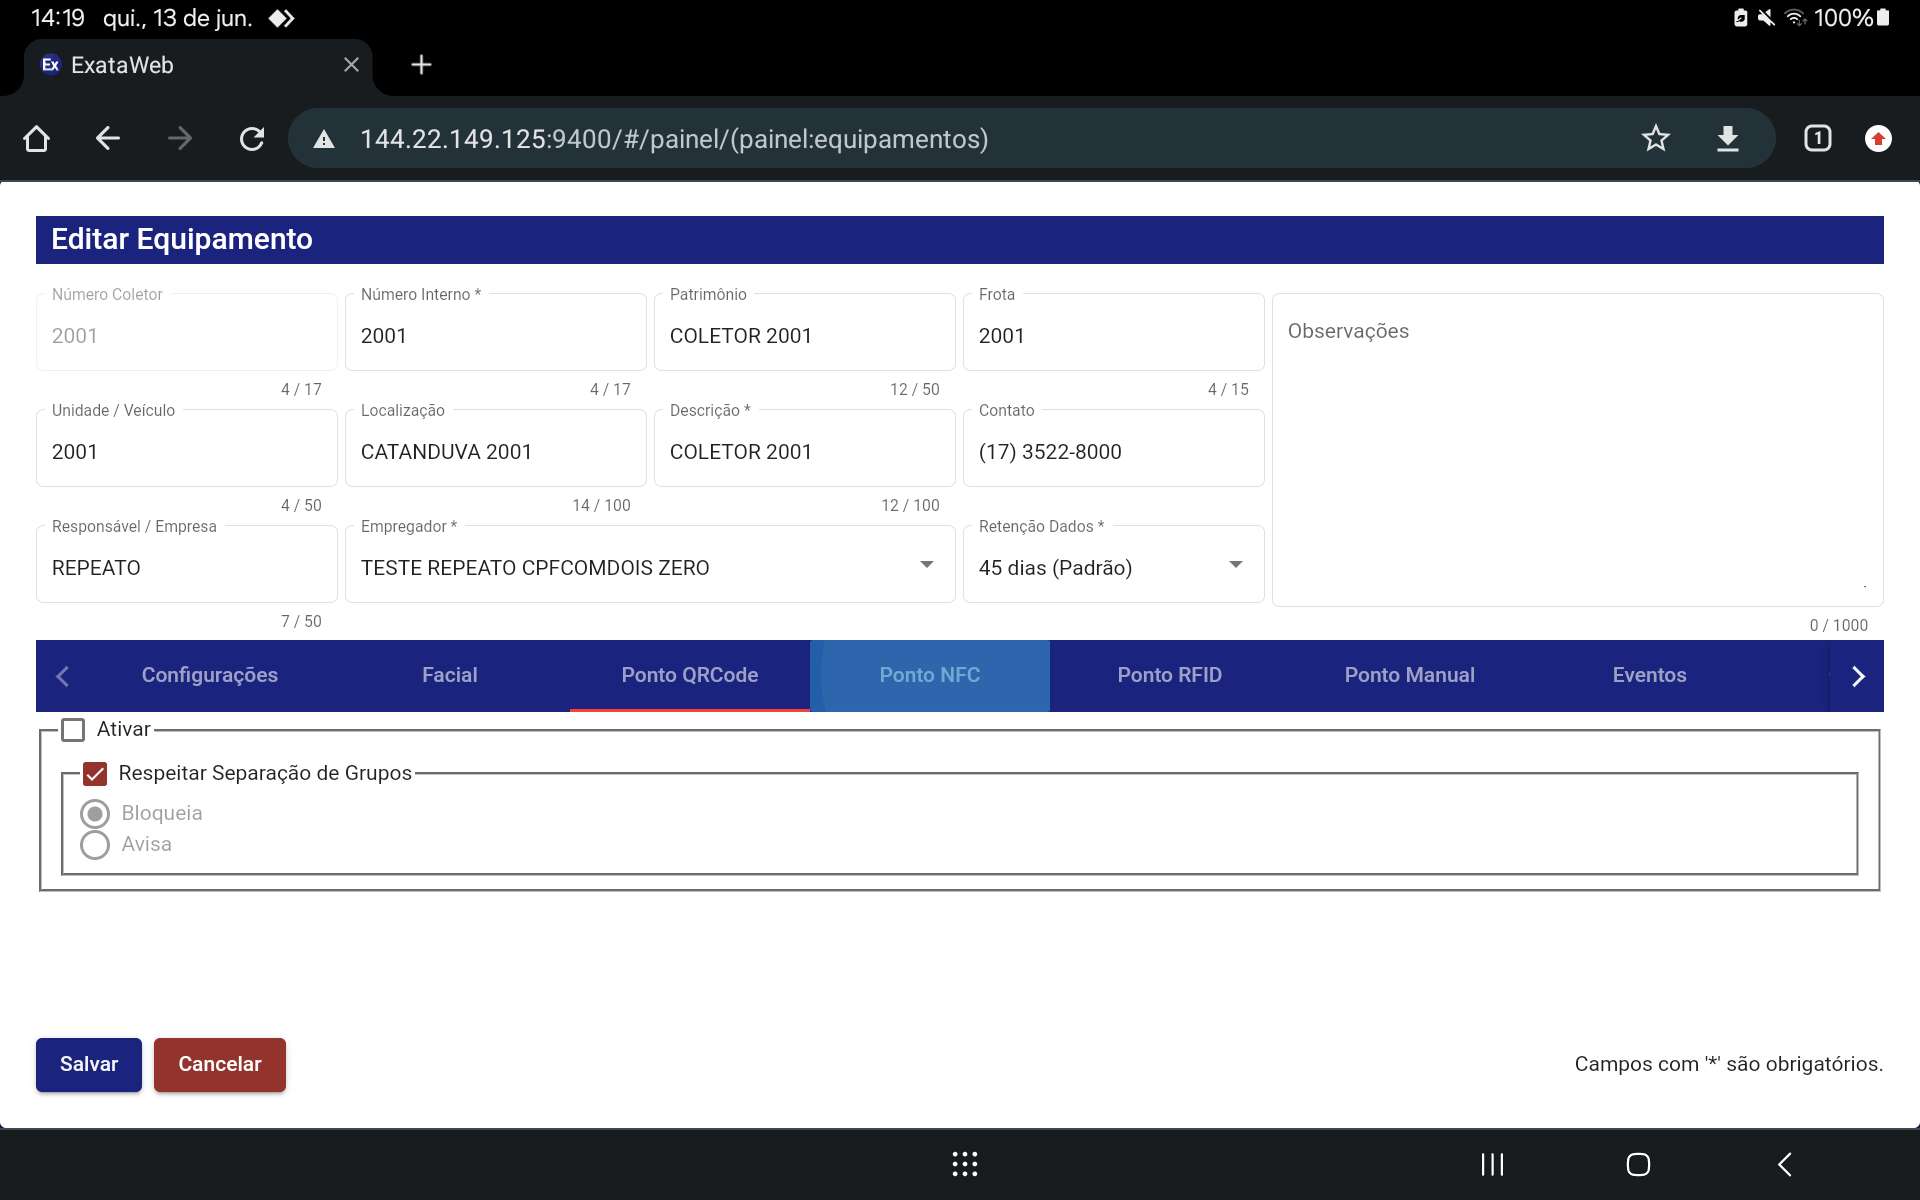 14:19 qui., 13 de jun. 100%
Ex ExataWeb
144.22.149.125:9400/#/painel/(painel:equipamentos) 1
Editar Equipamento
Número Coletor Número Interno * Patrimônio Frota
2001 2001 COLETOR 2001 2001 Observações
4 / 17 4 / 17 12 / 50 4 / 15
Unidade / Veículo Localização Descrição * Contato
2001 CATANDUVA 2001 COLETOR 2001 (17) 3522-8000
4 / 50 14 / 100 12 / 100
Responsável / Empresa Empregador * Retenção Dados *
REPEATO TESTE REPEATO CPFCOMDOIS ZERO 45 dias (Padrão)
7 / 50 0 / 1000
Configurações Facial Ponto QRCode Ponto NFC Ponto RFID Ponto Manual Eventos
Ativar
Respeitar Separação de Grupos
Bloqueia
Avisa
Salvar Cancelar Campos com '*' são obrigatórios.